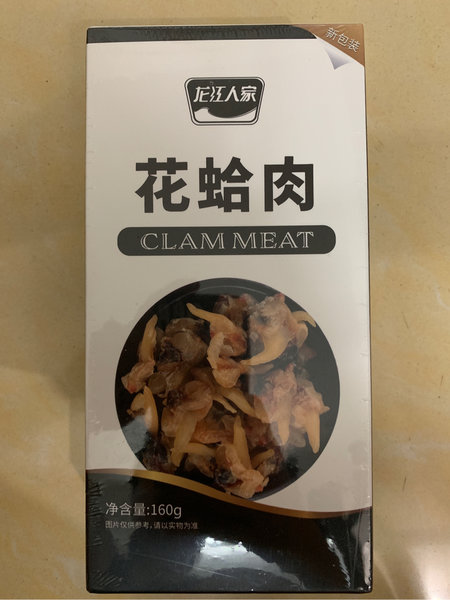 新包装
龙江人家
花蛤肉
CLAM MEAT
净含量:160g
图片仅供参考,请以实物为准